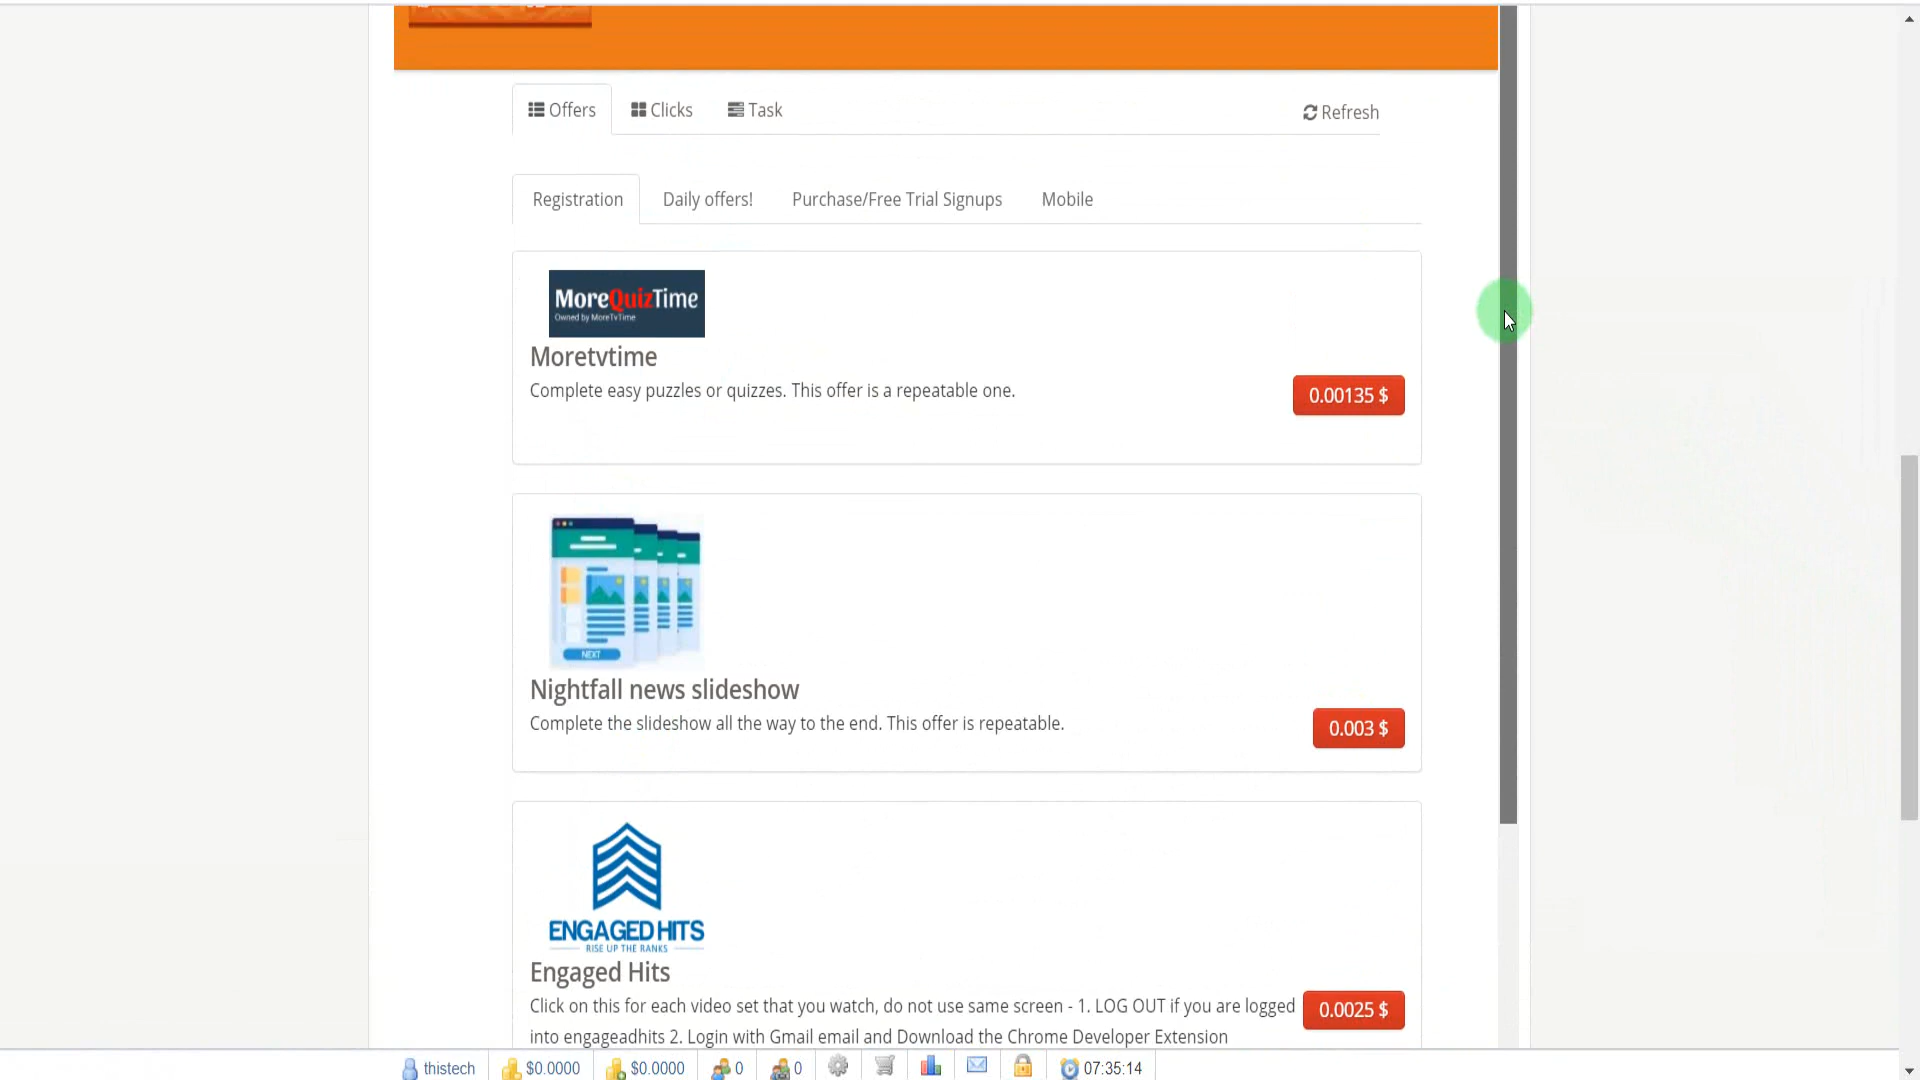 Offers
Clicks
Task
Refresh
Registration
Daily offers!
Purchase/Free Trial Signups
Mobile
MoreQuizTime
Owned by MoreTvTime
Moretvtime
Complete easy puzzles or quizzes. This offer is a repeatable one.
0.00135 $
NEXT
Nightfall news slideshow
Complete the slideshow all the way to the end. This offer is repeatable.
0.003 $
ENGAGED HITS
RISE UP THE RANKS
Engaged Hits
Click on this for each video set that you watch, do not use same screen - 1. LOG OUT if you are logged
0.0025 $
into engageadhits 2. Login with Gmail email and Download the Chrome Developer Extension
thistech
$0.0000
$0.0000
0
0
07:35:14